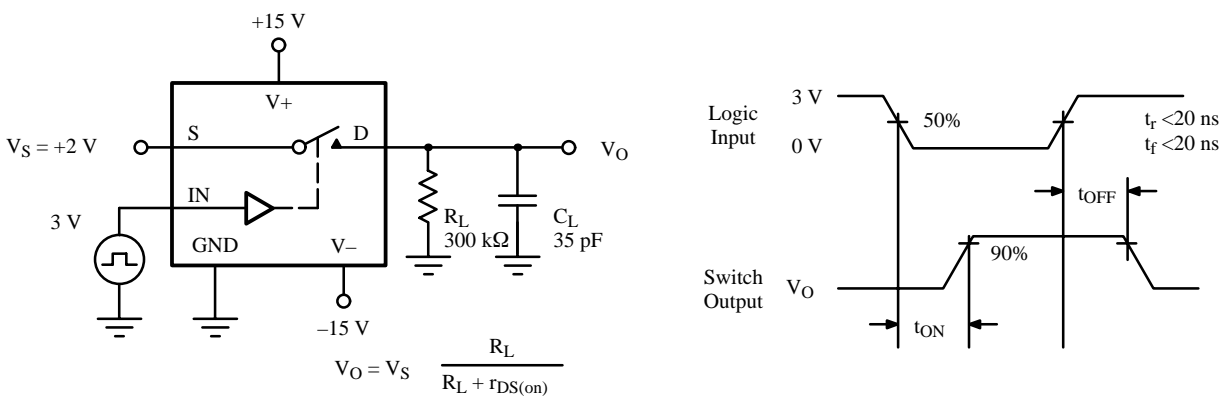 +15 V
V+
S
D
V_S = +2 V
V_O
IN
3 V
R_L
300 kΩ
C_L
35 pF
GND
V–
–15 V
V_O = V_S R_L / R_L + r_DS(on)
Logic
Input
3 V
0 V
50%
t_r <20 ns
t_f <20 ns
t_OFF
90%
Switch
Output
V_O
t_ON